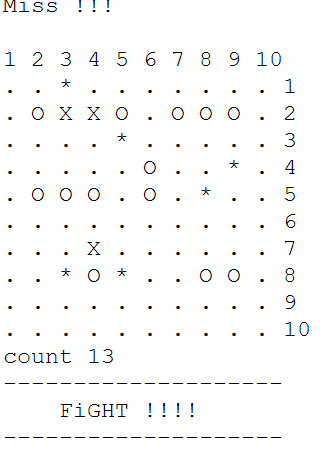 Miss !!!
1 2 3 4 5 6 7 8 9 10
. . * . . . . . . . 1
. O X X O . O O O . 2
. . . . * . . . . . 3
. . . . . O . . * . 4
. O O O . O . * . . 5
. . . . . . . . . . 6
. . . X . . . . . . 7
. . * O * . . O O . 8
. . . . . . . . . . 9
. . . . . . . . . . 10
count 13
--------------------
FiGHT !!!!
--------------------